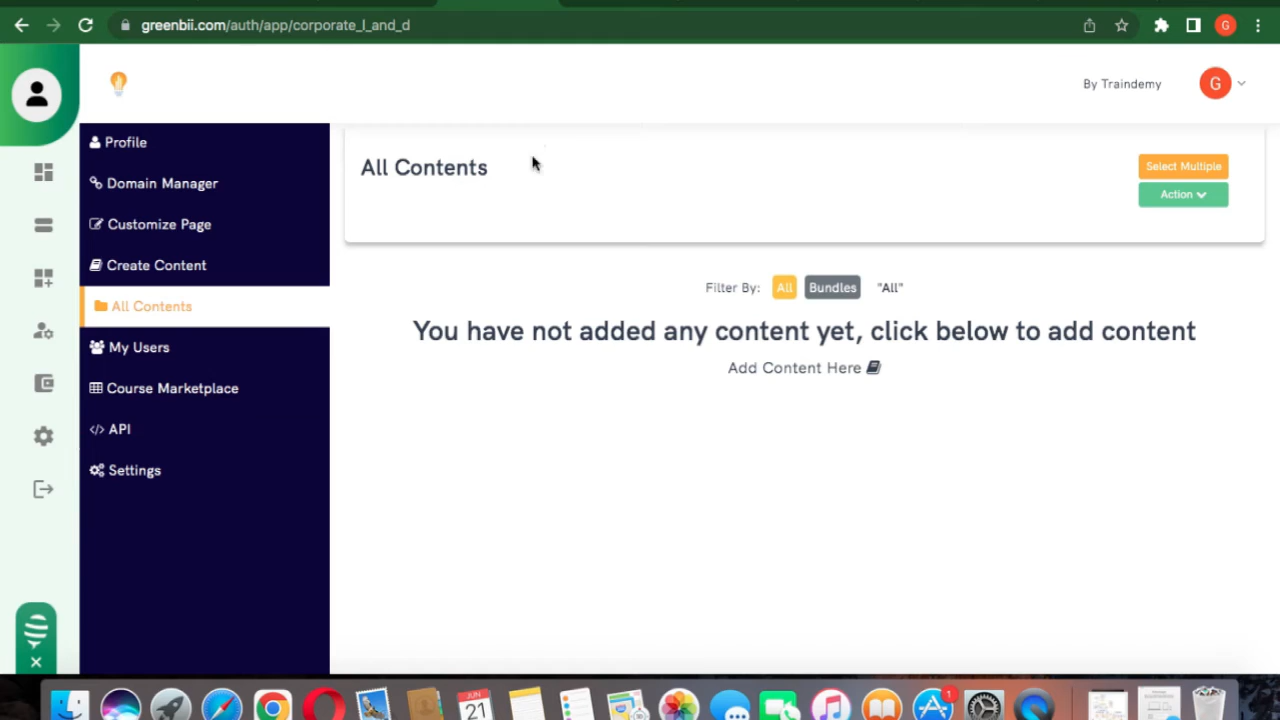 greenbii.com/auth/app/corporate_l_and_d
G
By Traindemy
G
Profile
Domain Manager
Customize Page
Create Content
All Contents
My Users
Course Marketplace
</> API
Settings
All Contents
Select Multiple
Action
Filter By: All Bundles "All"
You have not added any content yet, click below to add content
Add Content Here
JUN
21
1